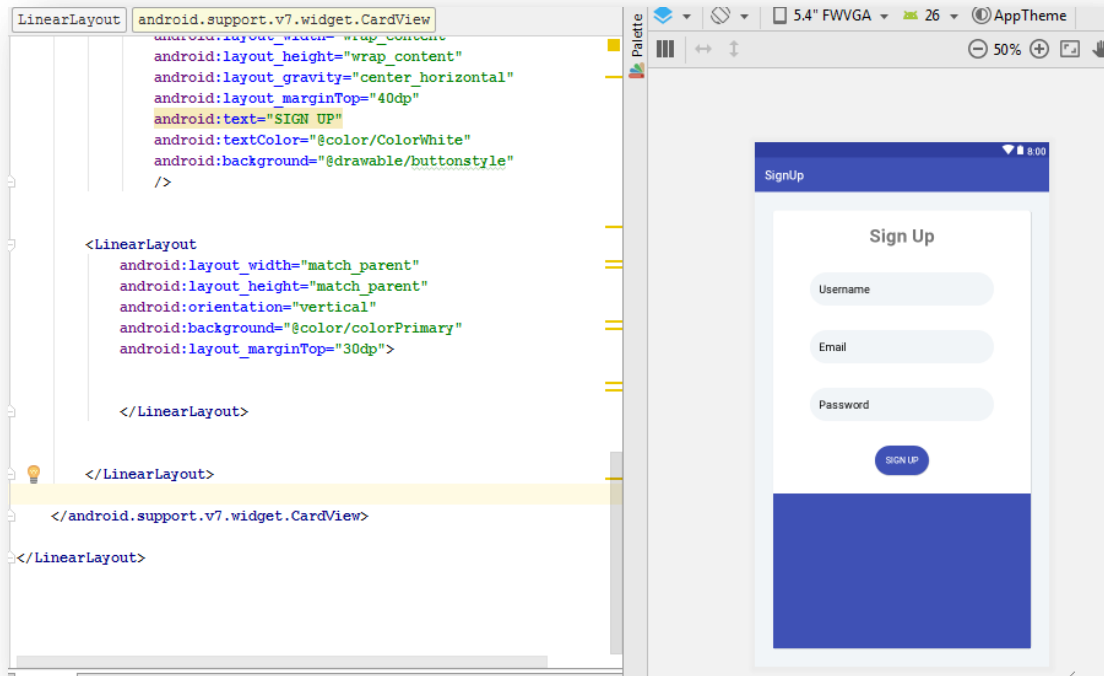 LinearLayout android.support.v7.widget.CardView
android:layout_width="wrap_content"
android:layout_height="wrap_content"
android:layout_gravity="center_horizontal"
android:layout_marginTop="40dp"
android:text="SIGN UP"
android:textColor="@color/ColorWhite"
android:background="@drawable/buttonstyle"
/>
<LinearLayout
android:layout_width="match_parent"
android:layout_height="match_parent"
android:orientation="vertical"
android:background="@color/colorPrimary"
android:layout_marginTop="30dp">
</LinearLayout>
</LinearLayout>
</android.support.v7.widget.CardView>
</LinearLayout>
Palette
5.4" FWVGA 26 AppTheme
50%
8:00
SignUp
Sign Up
Username
Email
Password
SIGN UP